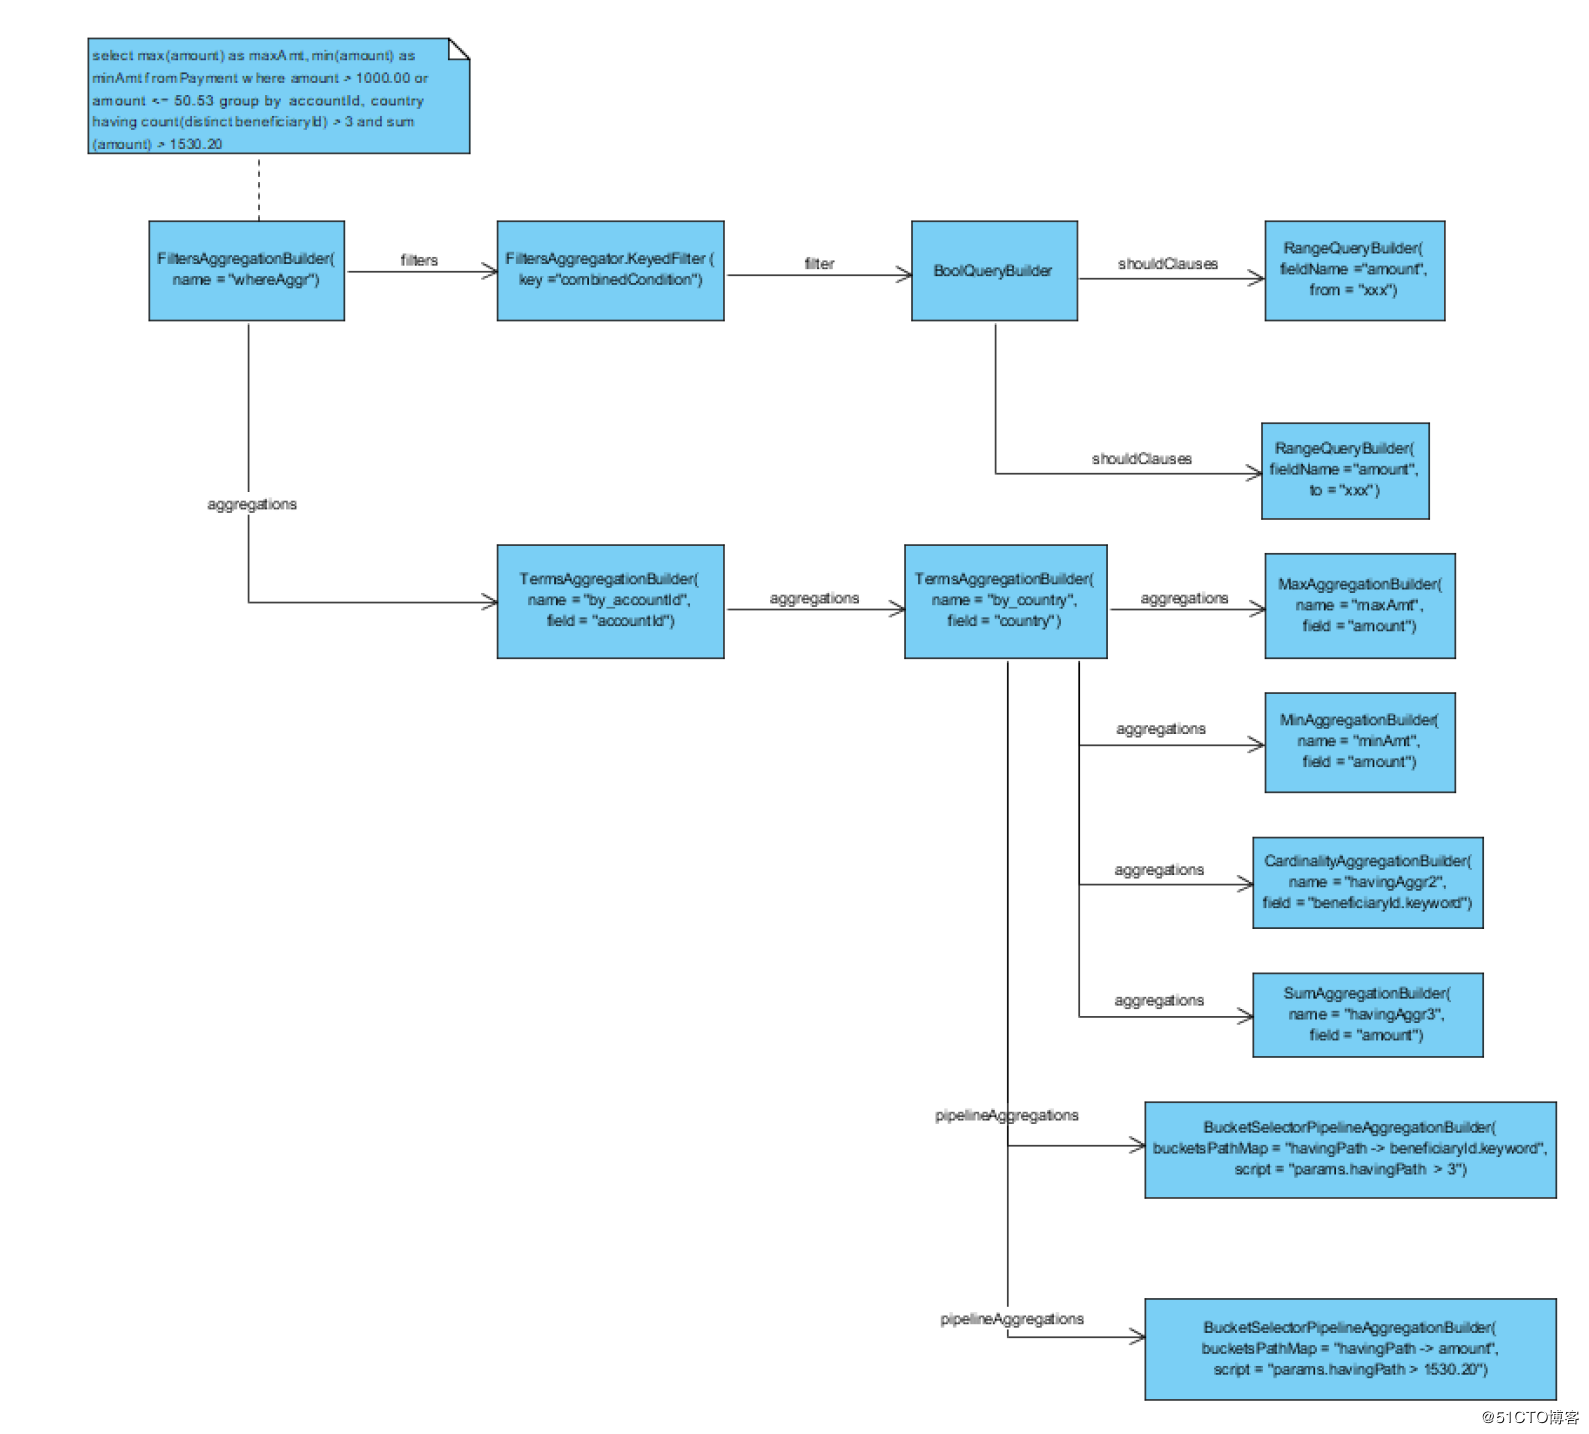 select max(amount) as maxAmt, min(amount) as
minAmt from Payment where amount > 1000.00 or
amount <= 50.53 group by accountId, country
having count(distinct beneficiaryId) > 3 and sum
(amount) > 1530.20
FiltersAggregationBuilder(
name = "whereAggr")
filters
FiltersAggregator.KeyedFilter (
key ="combinedCondition")
filter
BoolQueryBuilder
shouldClauses
RangeQueryBuilder(
fieldName ="amount",
from = "xxx")
shouldClauses
RangeQueryBuilder(
fieldName ="amount",
to = "xxx")
aggregations
TermsAggregationBuilder(
name = "by_accountId",
field = "accountId")
aggregations
TermsAggregationBuilder(
name = "by_country",
field = "country")
aggregations
MaxAggregationBuilder(
name = "maxAmt",
field = "amount")
aggregations
MinAggregationBuilder(
name = "minAmt",
field = "amount")
aggregations
CardinalityAggregationBuilder(
name = "havingAggr2",
field = "beneficiaryId.keyword")
aggregations
SumAggregationBuilder(
name = "havingAggr3",
field = "amount")
pipelineAggregations
BucketSelectorPipelineAggregationBuilder(
bucketsPathMap = "havingPath -> beneficiaryId.keyword",
script = "params.havingPath > 3")
pipelineAggregations
BucketSelectorPipelineAggregationBuilder(
bucketsPathMap = "havingPath -> amount",
script = "params.havingPath > 1530.20")
@51CTO博客